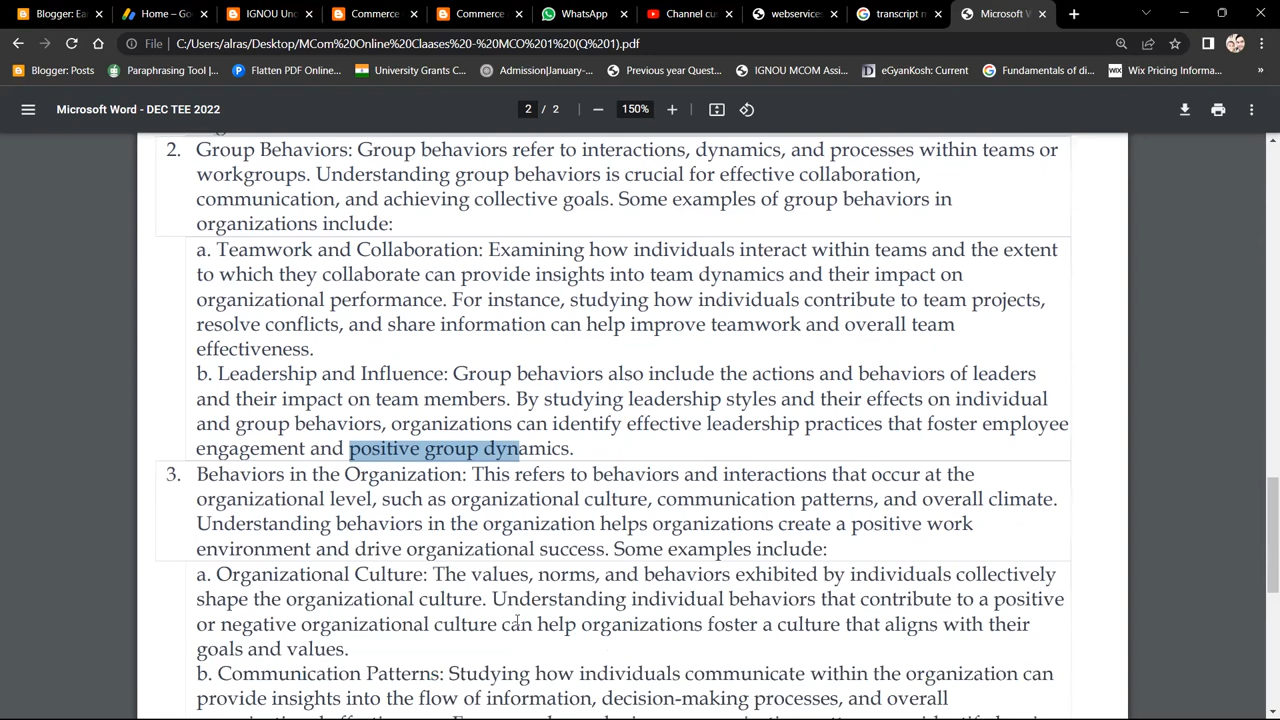 Blogger: Ea
Home – Go
IGNOU Un
Commerce
Commerce
WhatsApp
Channel cu
webservice
transcript n
Microsoft W
File C:/Users/alras/Desktop/MCom%20Online%20Claases%20-%20MCO%201%20(Q%201).pdf
Blogger: Posts Paraphrasing Tool |... Flatten PDF Online... University Grants C... Admission|January-... Previous year Quest... IGNOU MCOM Assi... eGyanKosh: Current Fundamentals of di... Wix Pricing Informa... »
Microsoft Word - DEC TEE 2022 2 / 2 150%
2. Group Behaviors: Group behaviors refer to interactions, dynamics, and processes within teams or
workgroups. Understanding group behaviors is crucial for effective collaboration,
communication, and achieving collective goals. Some examples of group behaviors in
organizations include:
a. Teamwork and Collaboration: Examining how individuals interact within teams and the extent
to which they collaborate can provide insights into team dynamics and their impact on
organizational performance. For instance, studying how individuals contribute to team projects,
resolve conflicts, and share information can help improve teamwork and overall team
effectiveness.
b. Leadership and Influence: Group behaviors also include the actions and behaviors of leaders
and their impact on team members. By studying leadership styles and their effects on individual
and group behaviors, organizations can identify effective leadership practices that foster employee
engagement and positive group dynamics.
3. Behaviors in the Organization: This refers to behaviors and interactions that occur at the
organizational level, such as organizational culture, communication patterns, and overall climate.
Understanding behaviors in the organization helps organizations create a positive work
environment and drive organizational success. Some examples include:
a. Organizational Culture: The values, norms, and behaviors exhibited by individuals collectively
shape the organizational culture. Understanding individual behaviors that contribute to a positive
or negative organizational culture can help organizations foster a culture that aligns with their
goals and values.
b. Communication Patterns: Studying how individuals communicate within the organization can
provide insights into the flow of information, decision-making processes, and overall